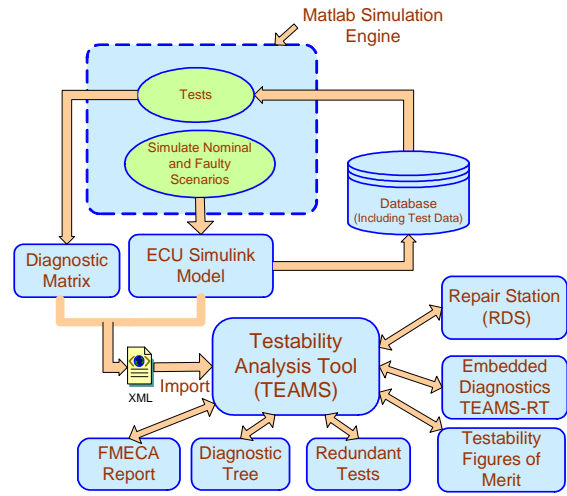 Matlab Simulation
Engine
Tests
Simulate Nominal
and Faulty
Scenarios
Database
(Including Test Data)
Diagnostic
Matrix
ECU Simulink
Model
Repair Station
(RDS)
Testability
Analysis Tool
(TEAMS)
XML
Import
Embedded
Diagnostics
TEAMS-RT
Testability
Figures of
Merit
FMECA
Report
Diagnostic
Tree
Redundant
Tests